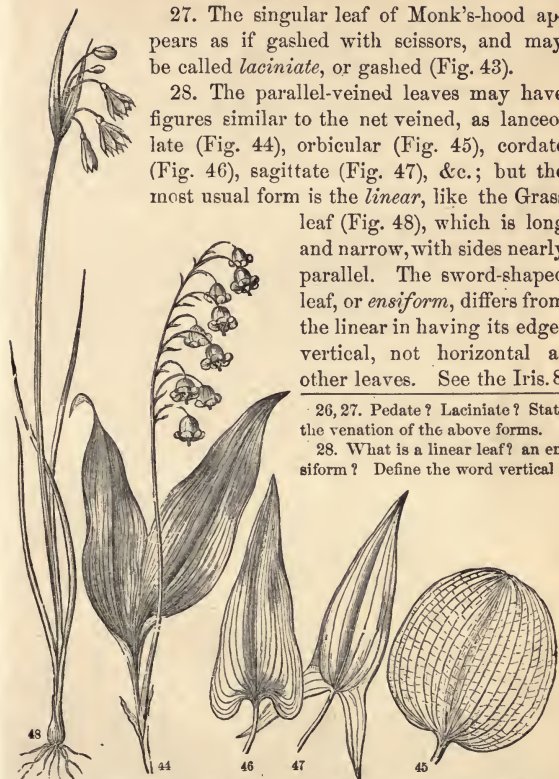 27. The singular leaf of Monk's-hood ap-
pears as if gashed with scissors, and may
be called laciniate, or gashed (Fig. 43).
28. The parallel-veined leaves may have
figures similar to the net veined, as lanceo-
late (Fig. 44), orbicular (Fig. 45), cordate
(Fig. 46), sagittate (Fig. 47), &c.; but the
most usual form is the linear, like the Grass
leaf (Fig. 48), which is long
and narrow, with sides nearly
parallel. The sword-shaped
leaf, or ensiform, differs from
the linear in having its edge
vertical, not horizontal a
other leaves. See the Iris. 8
26, 27. Pedate? Laciniate? Stat
the venation of the above forms.
28. What is a linear leaf? an en
siform? Define the word vertical
48
44
46
47
45